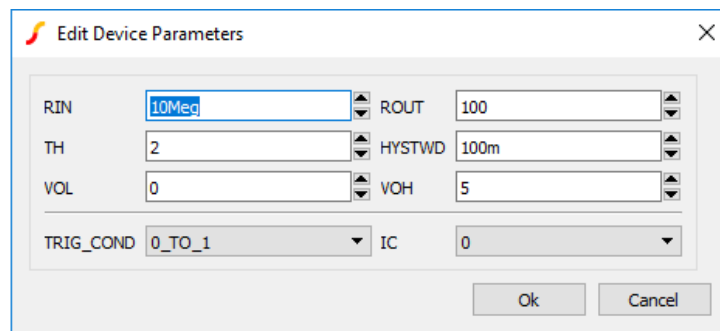 Edit Device Parameters
RIN 10Meg ROUT 100
TH 2 HYSTWD 100m
VOL 0 VOH 5
TRIG_COND 0_TO_1 IC 0
Ok Cancel